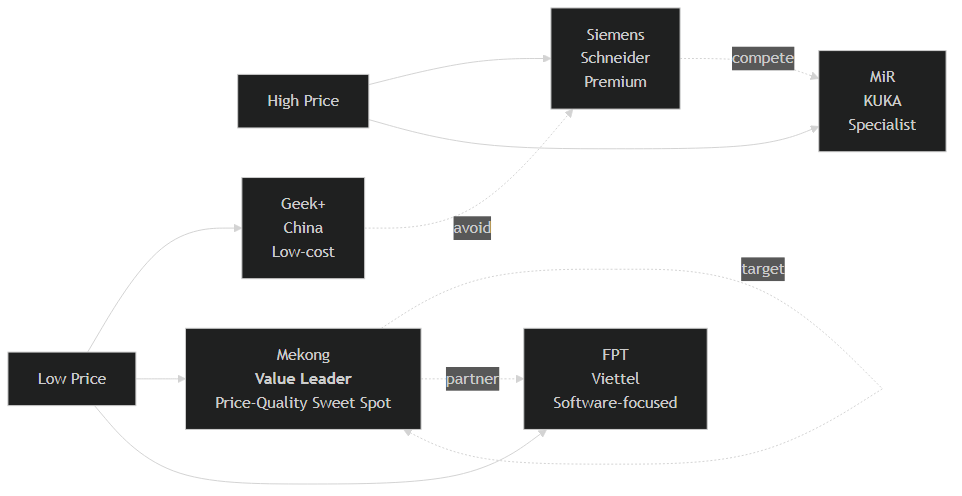 Siemens
Schneider
Premium
compete
MiR
KUKA
Specialist
High Price
Geek+
China
Low-cost
avoid
target
Low Price
Mekong
Value Leader
Price-Quality Sweet Spot
partner
FPT
Viettel
Software-focused